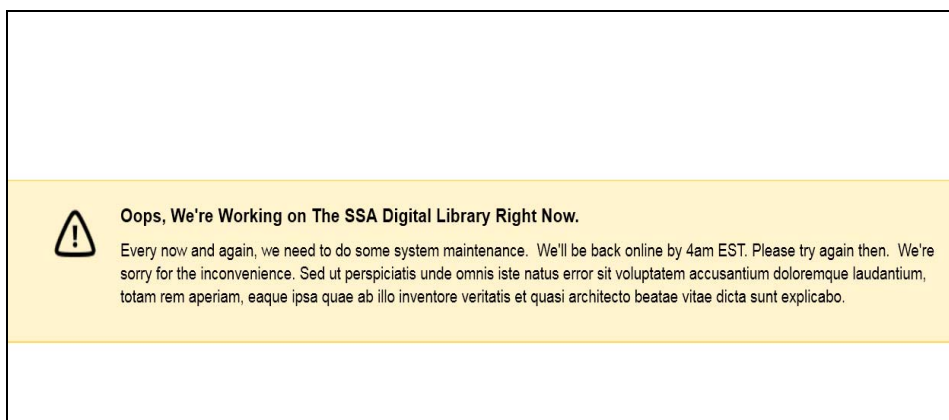 Oops, We're Working on The SSA Digital Library Right Now.
Every now and again, we need to do some system maintenance.  We'll be back online by 4am EST. Please try again then.  We're
sorry for the inconvenience. Sed ut perspiciatis unde omnis iste natus error sit voluptatem accusantium doloremque laudantium,
totam rem aperiam, eaque ipsa quae ab illo inventore veritatis et quasi architecto beatae vitae dicta sunt explicabo.